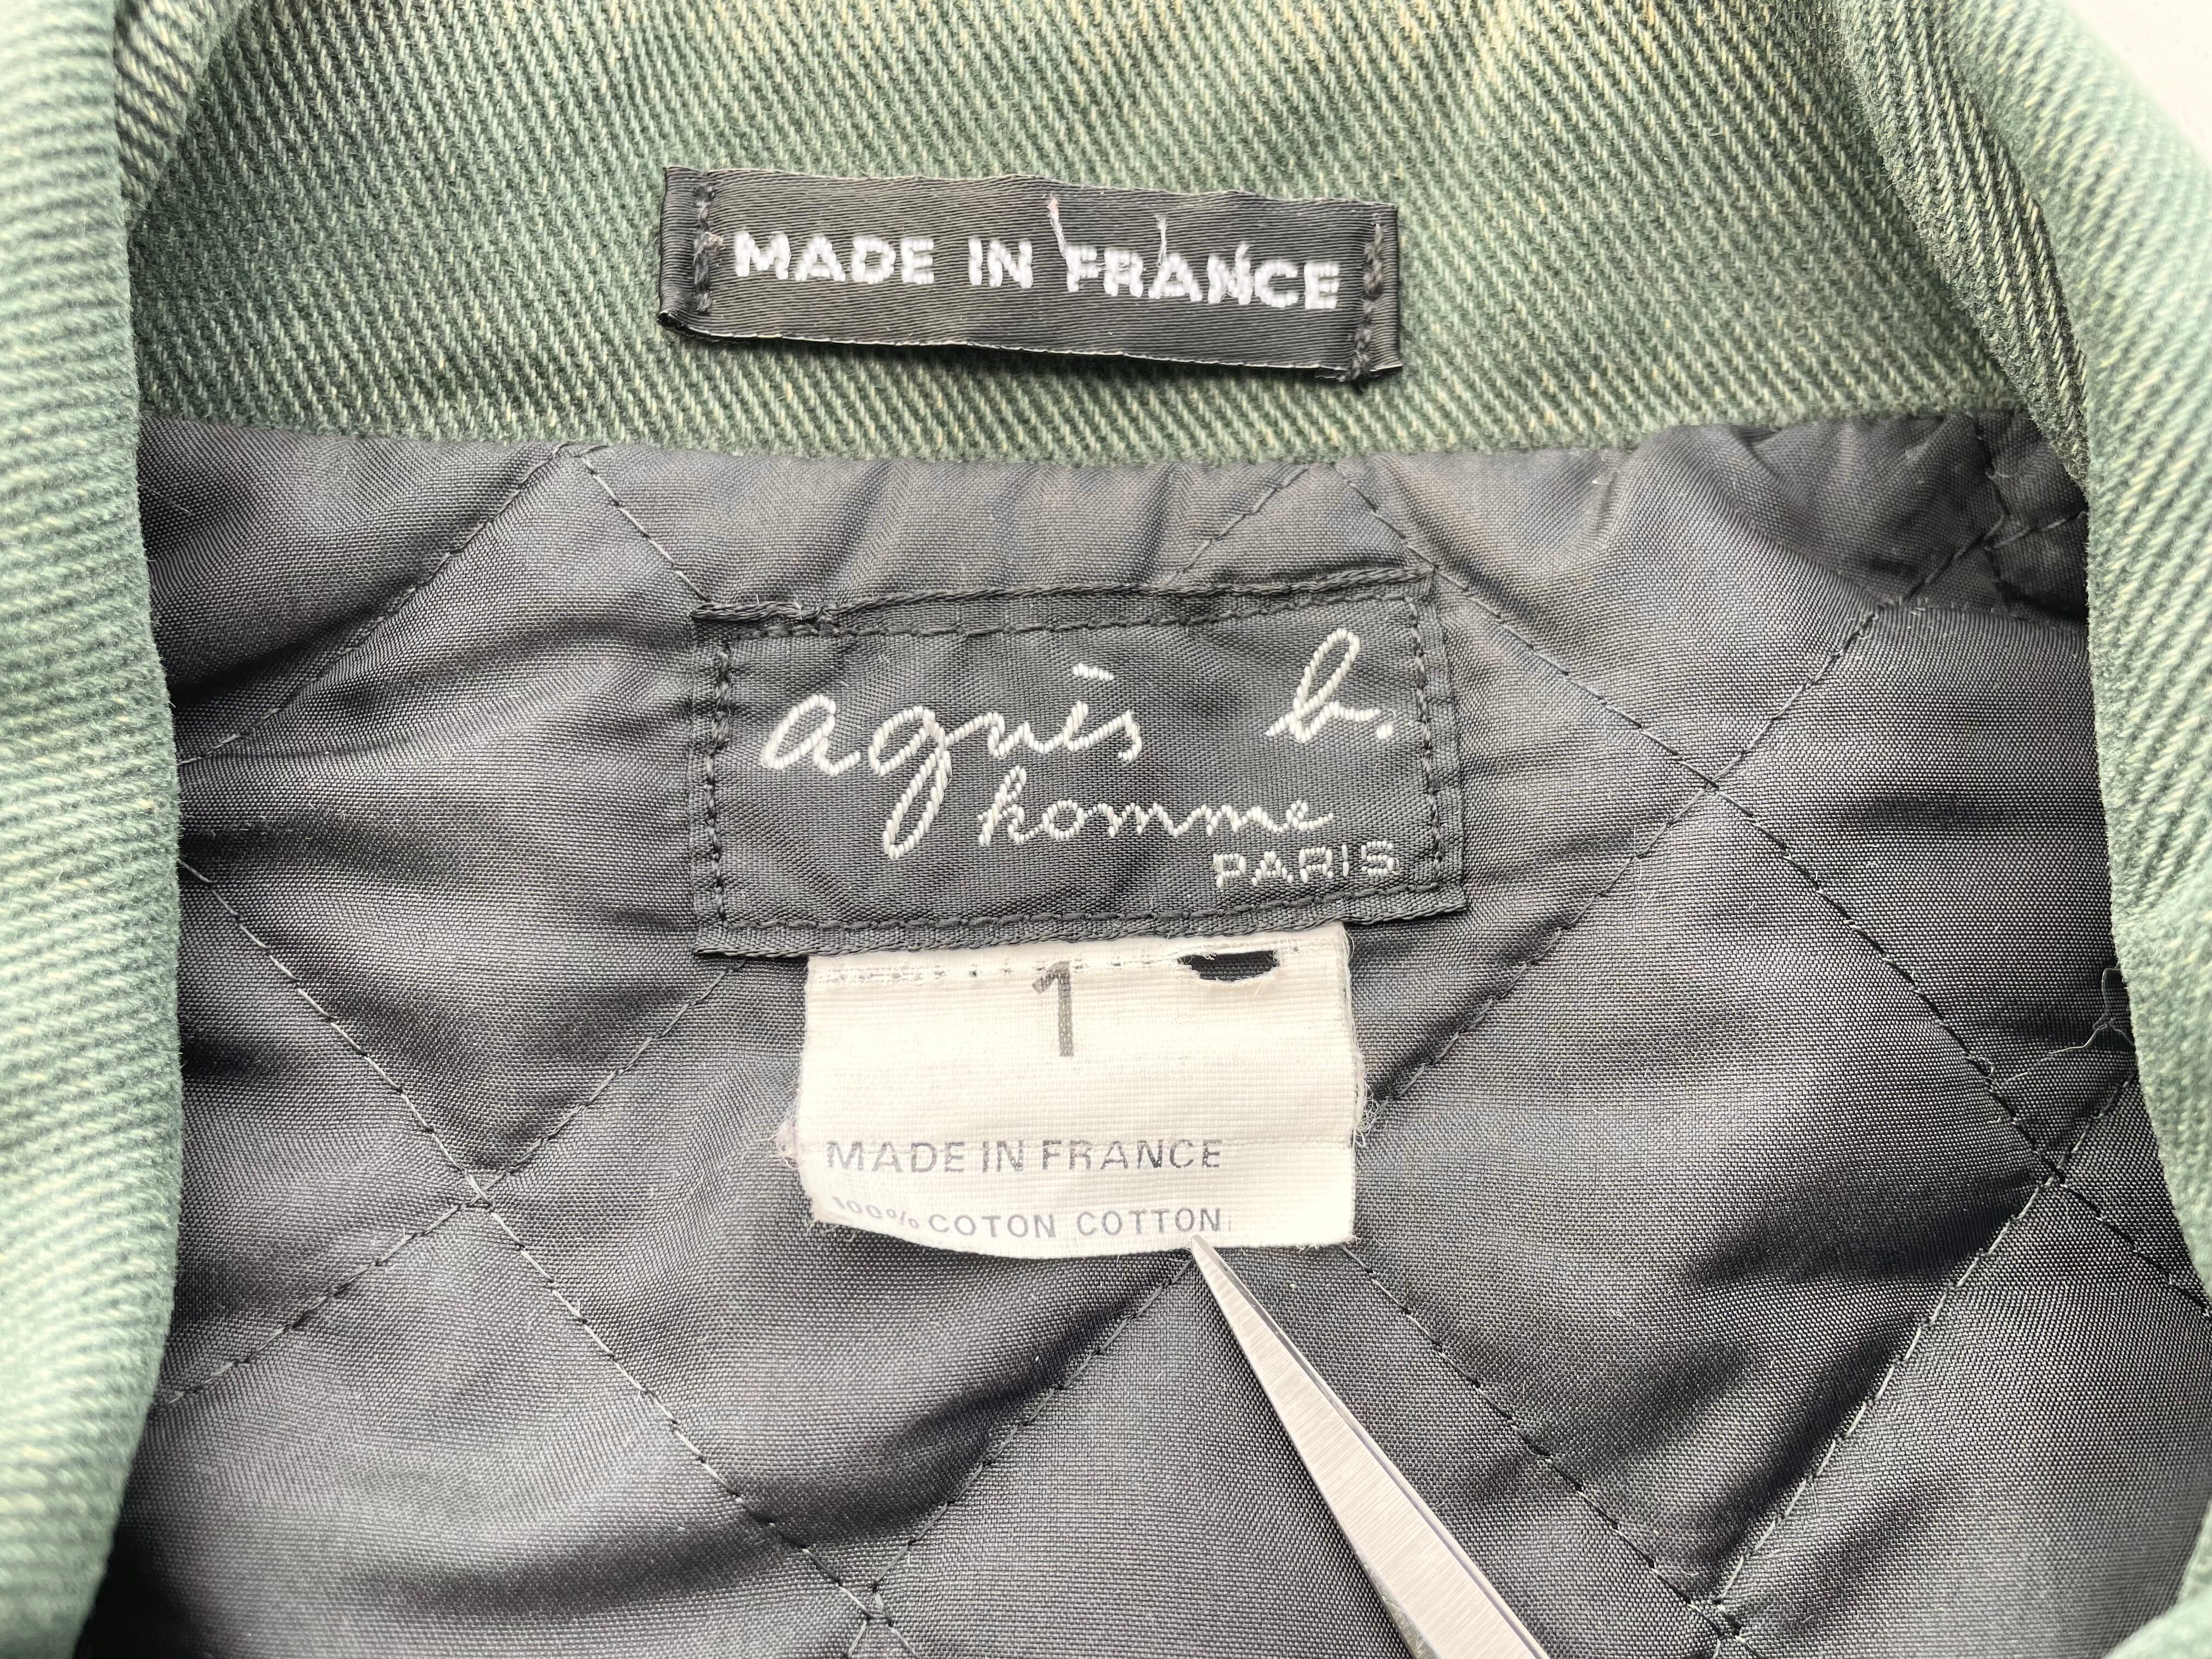 MADE IN FRANCE
agnès b.
homme
PARIS
1
MADE IN FRANCE
100% COTON COTTON